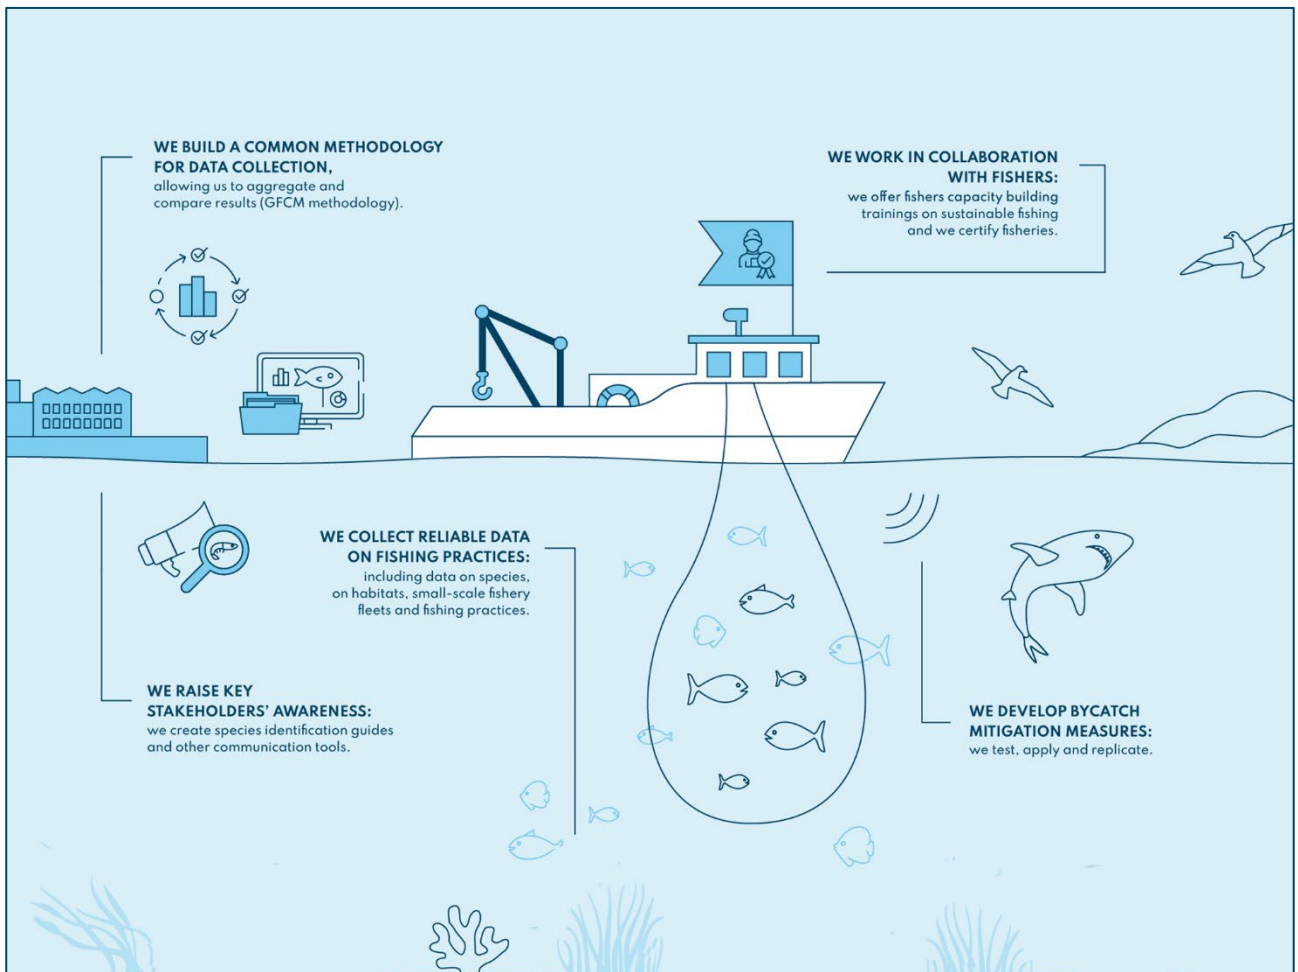 WE BUILD A COMMON METHODOLOGY
FOR DATA COLLECTION,
allowing us to aggregate and
compare results (GFCM methodology).
WE WORK IN COLLABORATION
WITH FISHERS:
we offer fishers capacity building
trainings on sustainable fishing
and we certify fisheries.
WE COLLECT RELIABLE DATA
ON FISHING PRACTICES:
including data on species,
on habitats, small-scale fishery
fleets and fishing practices.
WE RAISE KEY
STAKEHOLDERS’ AWARENESS:
we create species identification guides
and other communication tools.
WE DEVELOP BYCATCH
MITIGATION MEASURES:
we test, apply and replicate.